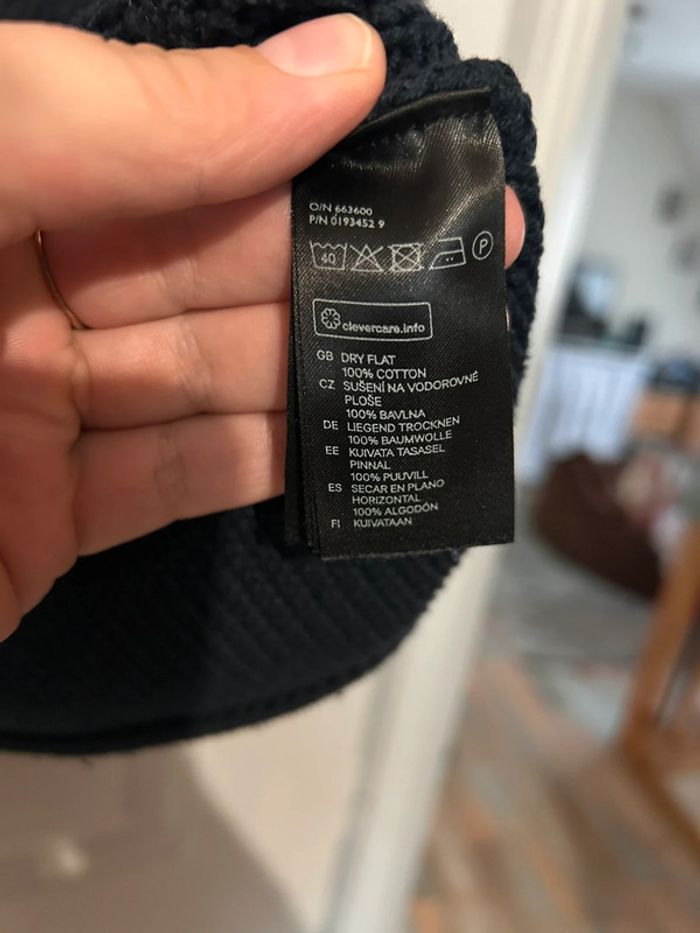 O/N 663600
P/N 0193452 9
40 P
clevercare.info
GB DRY FLAT
100% COTTON
CZ SUŠENÍ NA VODOROVNÉ
PLOŠE
100% BAVLNA
DE LIEGEND TROCKNEN
100% BAUMWOLLE
EE KUIVATA TASASEL
PINNAL
100% PUUVILL
ES SECAR EN PLANO
HORIZONTAL
100% ALGODÓN
FI KUIVATAAN